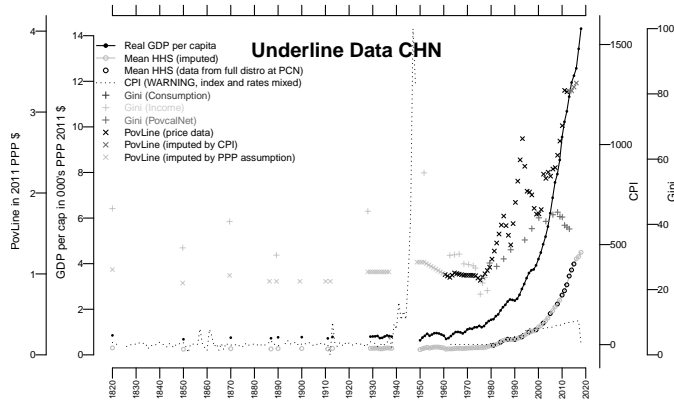 Underline Data CHN
Real GDP per capita
Mean HHS (imputed)
Mean HHS (data from full distro at PCN)
CPI (WARNING, index and rates mixed)
Gini (Consumption)
Gini (Income)
Gini (PovcalNet)
PovLine (price data)
PovLine (imputed by CPI)
PovLine (imputed by PPP assumption)
PovLine in 2011 PPP $
0
1
2
3
4
GDP per cap in 000's PPP 2011 $
0
2
4
6
8
10
12
14
CPI
0
500
1000
1500
Gini
0
20
40
60
80
100
1820
1830
1840
1850
1860
1870
1880
1890
1900
1910
1920
1930
1940
1950
1960
1970
1980
1990
2000
2010
2020